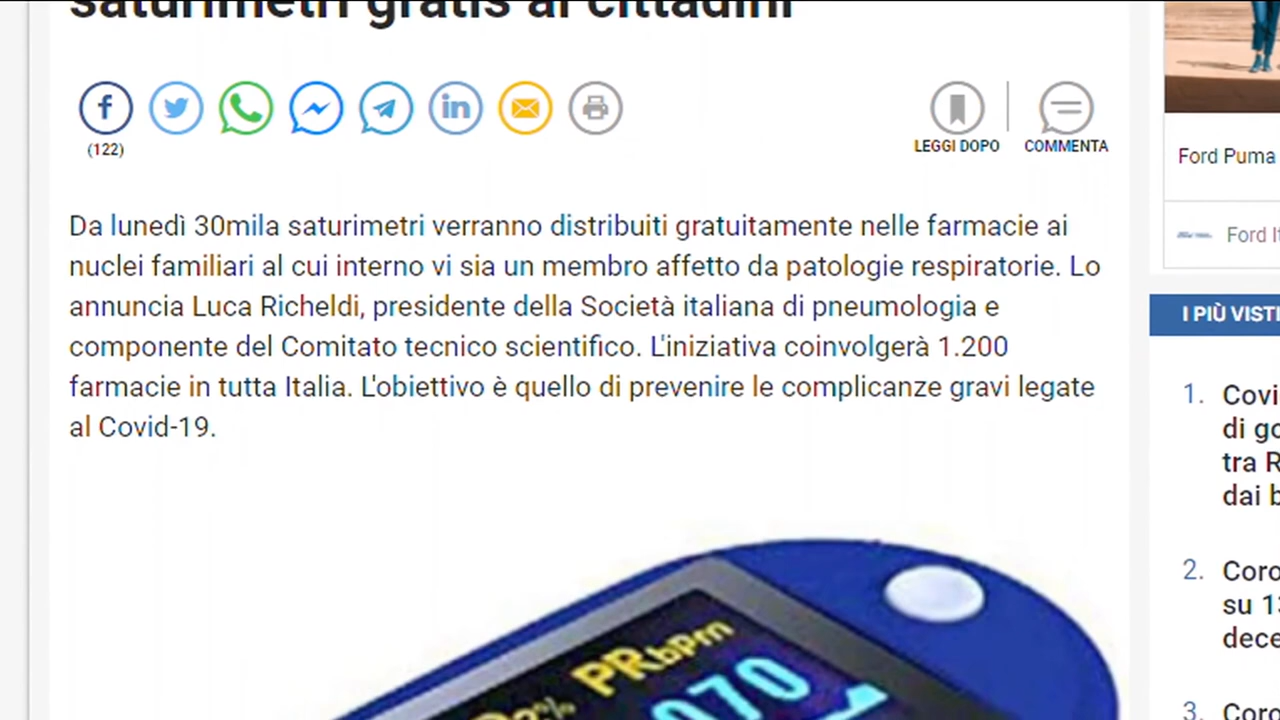 saturimetri gratis ai cittadini
f
in
(122)
LEGGI DOPO
COMMENTA
Da lunedì 30mila saturimetri verranno distribuiti gratuitamente nelle farmacie ai
nuclei familiari al cui interno vi sia un membro affetto da patologie respiratorie. Lo
annuncia Luca Richeldi, presidente della Società italiana di pneumologia e
componente del Comitato tecnico scientifico. L'iniziativa coinvolgerà 1.200
farmacie in tutta Italia. L'obiettivo è quello di prevenire le complicanze gravi legate
al Covid-19.
% PRbpm
070
Ford Puma
Ford It
I PIÙ VISTI
1. Covi
di go
tra R
dai b
2. Coro
su 13
dece
3. Coro